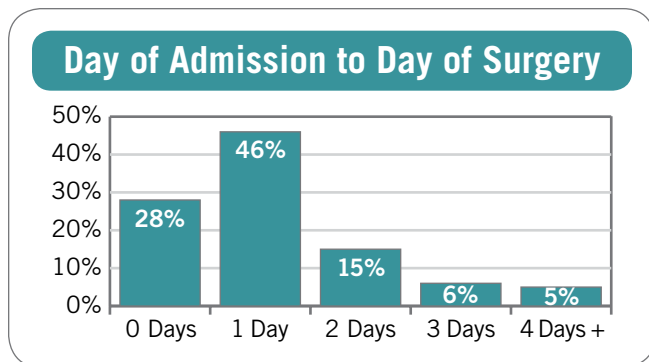 Day of Admission to Day of Surgery
50%
40%
30%
20%
10%
0%
28%
46%
15%
6%
5%
0 Days
1 Day
2 Days
3 Days
4 Days +